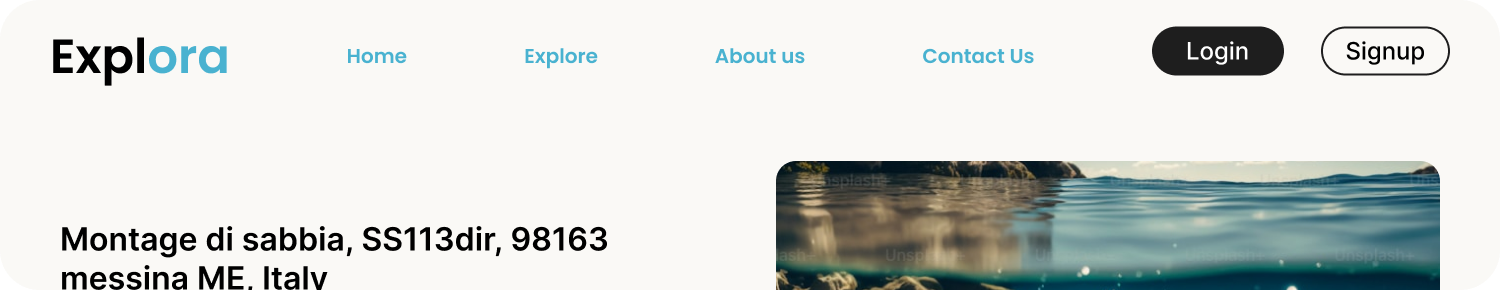 Explora
Home
Explore
About us
Contact Us
Login
Signup
Montage di sabbia, SS113dir, 98163
messina ME, Italy
Unsplash+
Unsplash+
Unsplash+
Unsplash+